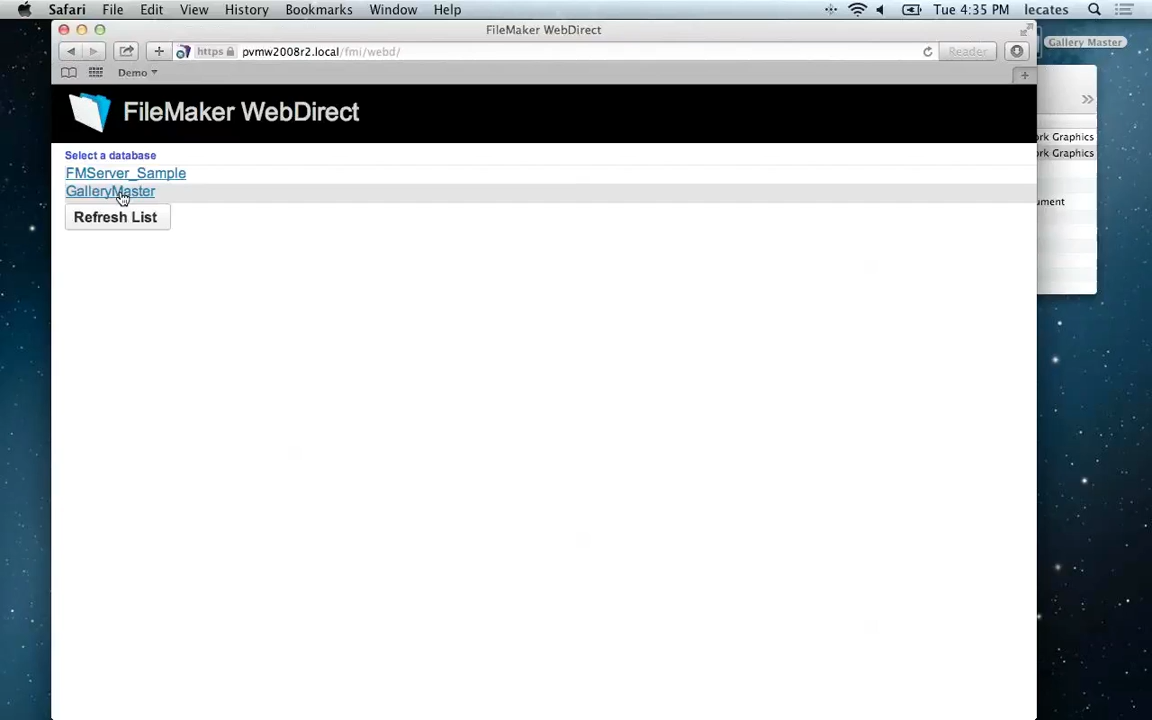 Safari File Edit View History Bookmarks Window Help Tue 4:35 PM lecates
FileMaker WebDirect
https pvmw2008r2.local/fmi/webd/ Reader
Demo
Gallery Master
FileMaker WebDirect
Select a database
FMServer_Sample
GalleryMaster
Refresh List
rk Graphics
rk Graphics
ument